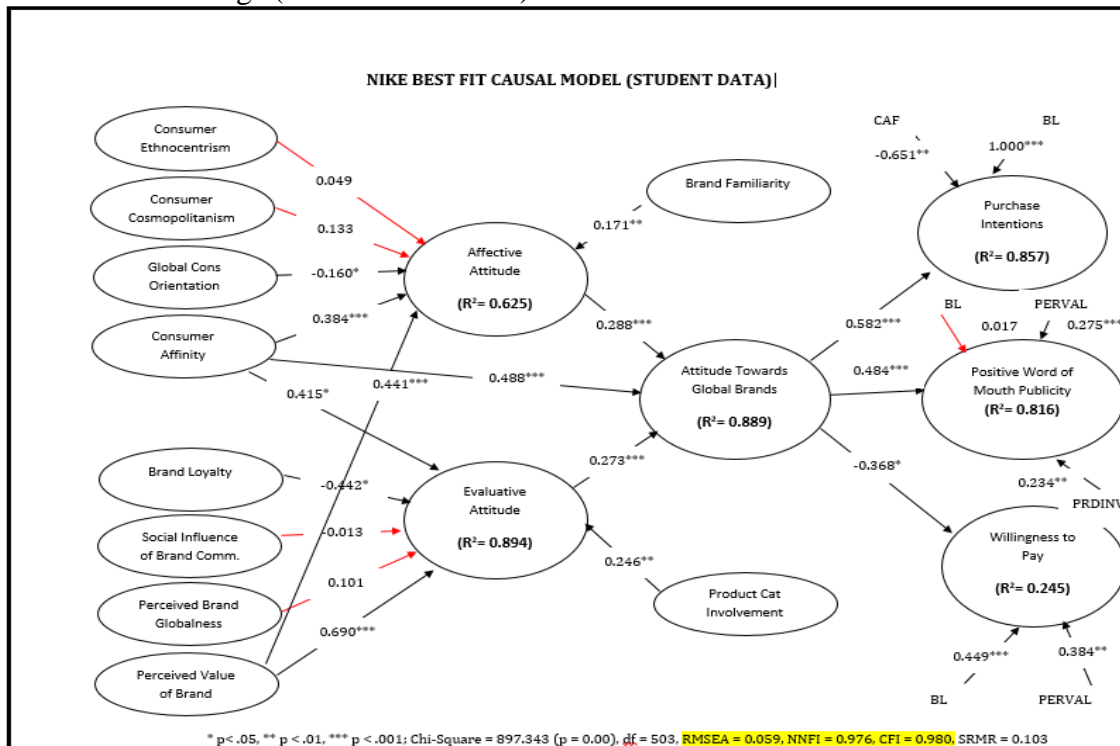 NIKE BEST FIT CAUSAL MODEL (STUDENT DATA)
CAF
BL
-0.651**
1.000***
Consumer
Ethnocentrism
0.049
Consumer
Cosmopolitanism
0.133
Global Cons
Orientation
-0.160*
Consumer
Affinity
0.384***
Affective
Attitude
(R²= 0.625)
Brand Familiarity
0.171**
Purchase
Intentions
(R²= 0.857)
0.288***
0.582***
BL
0.017
PERVAL
0.275***
0.415*
0.441***
0.488***
Attitude Towards
Global Brands
(R²= 0.889)
0.484***
Positive Word of
Mouth Publicity
(R²= 0.816)
0.234**
Brand Loyalty
-0.442*
Social Influence
of Brand Comm.
-0.013
Perceived Brand
Globalness
0.101
Perceived Value
of Brand
0.690***
Evaluative
Attitude
(R²= 0.894)
0.273***
-0.368*
0.246**
Product Cat
Involvement
Willingness to
Pay
(R²= 0.245)
0.449***
0.384**
BL
PERVAL
* p< .05, ** p < .01, *** p < .001; Chi-Square = 897.343 (p = 0.00), df = 503, RMSEA = 0.059, NNFI = 0.976, CFI = 0.980, SRMR = 0.103